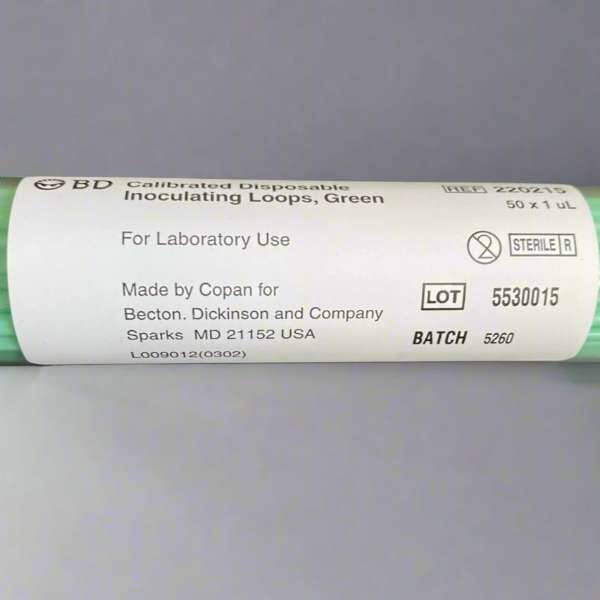 BD Calibrated Disposable
Inoculating Loops, Green
REF 220215
50 x 1 uL
For Laboratory Use
2
STERILE R
Made by Copan for
Becton. Dickinson and Company
Sparks MD 21152 USA
L009012(0302)
LOT 5530015
BATCH 5260